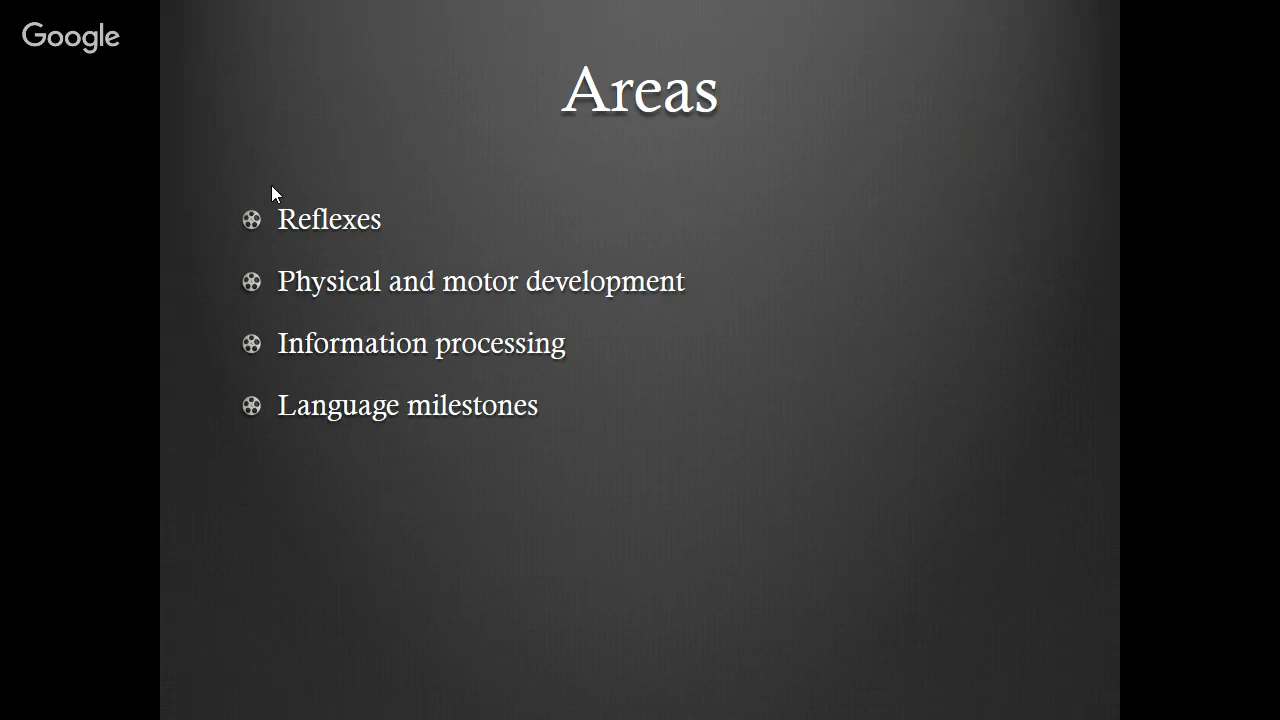 Google
Areas
Reflexes
Physical and motor development
Information processing
Language milestones